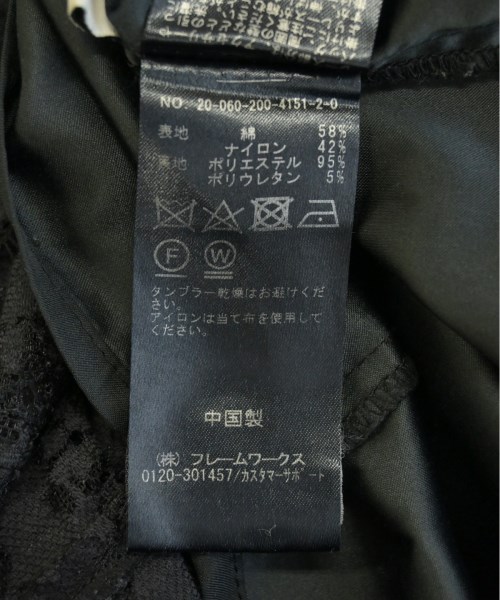 NO. 20-060-200-4151-2-0
表地 綿 58%
ナイロン 42%
裏地 ポリエステル 95%
ポリウレタン 5%
F W
タンブラー乾燥はお避けくだ
さい。
アイロンは当て布を使用して
ください。
中国製
(株) フレームワークス
0120-301457/カスタマーサポート